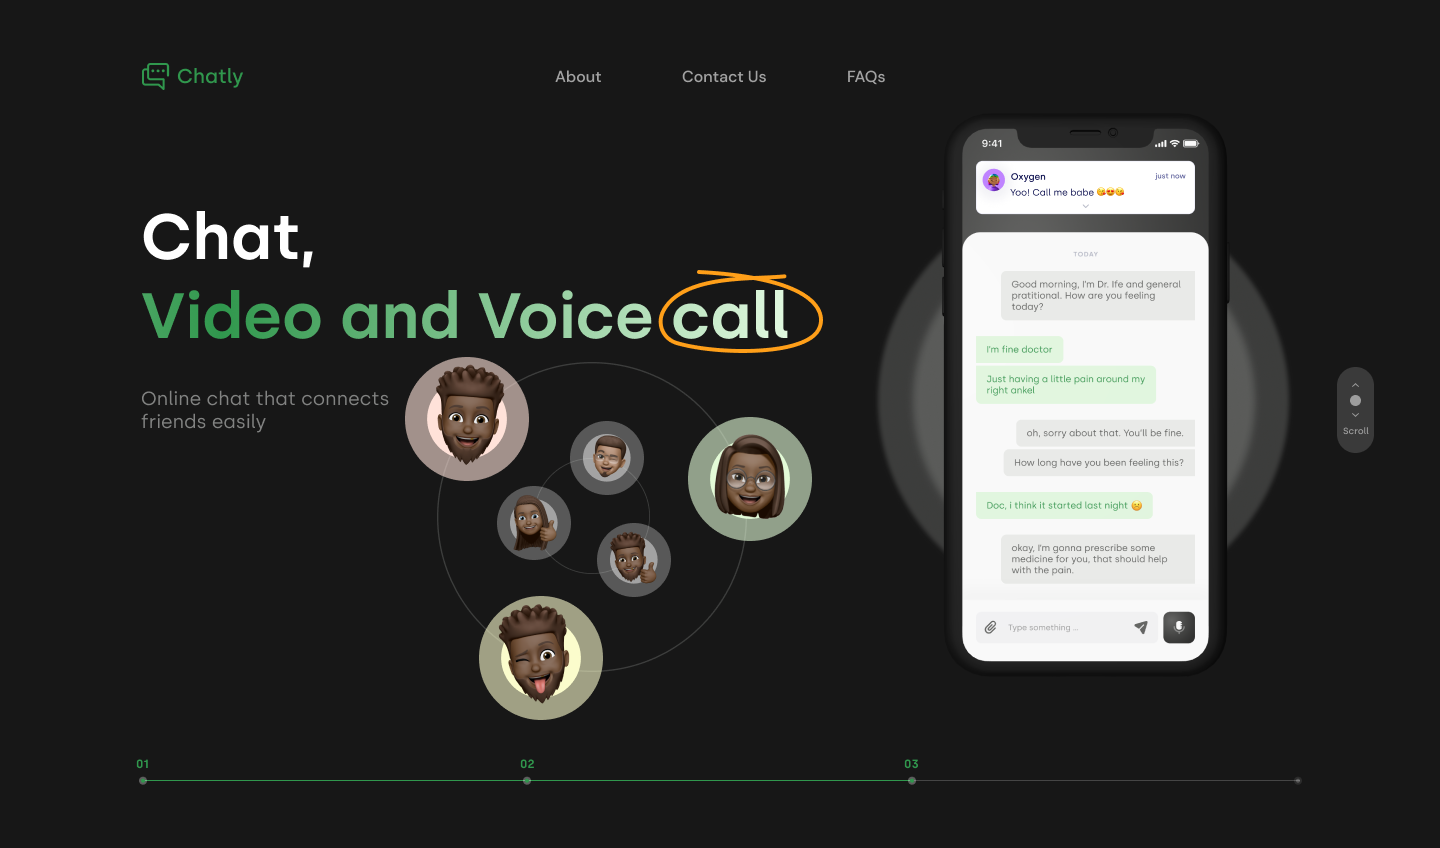 Chatly
About
Contact Us
FAQs
Chat,
Video and Voice call
Online chat that connects
friends easily
9:41
Oxygen
just now
Yoo! Call me babe 😘😍😘
TODAY
Good morning, I'm Dr. Ife and general
pratitional. How are you feeling
today?
I'm fine doctor
Just having a little pain around my
right ankel
oh, sorry about that. You'll be fine.
How long have you been feeling this?
Doc, i think it started last night 😊
okay, I'm gonna prescribe some
medicine for you, that should help
with the pain.
Type something ...
Scroll
01
02
03